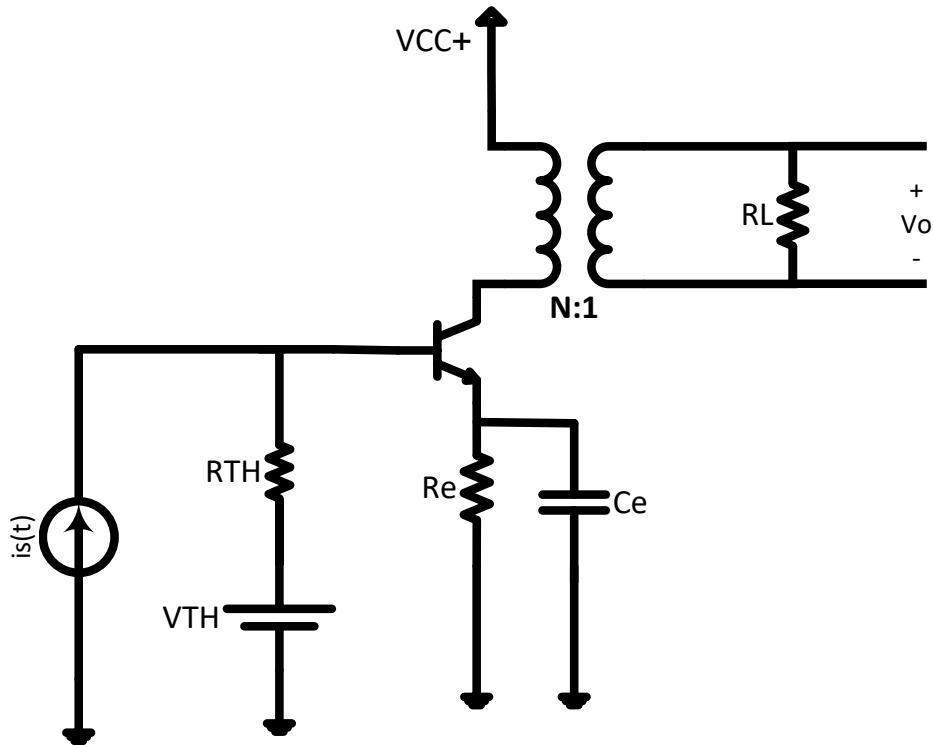 VCC+
RL
+
Vo
-
N:1
RTH
Re
Ce
is(t)
VTH